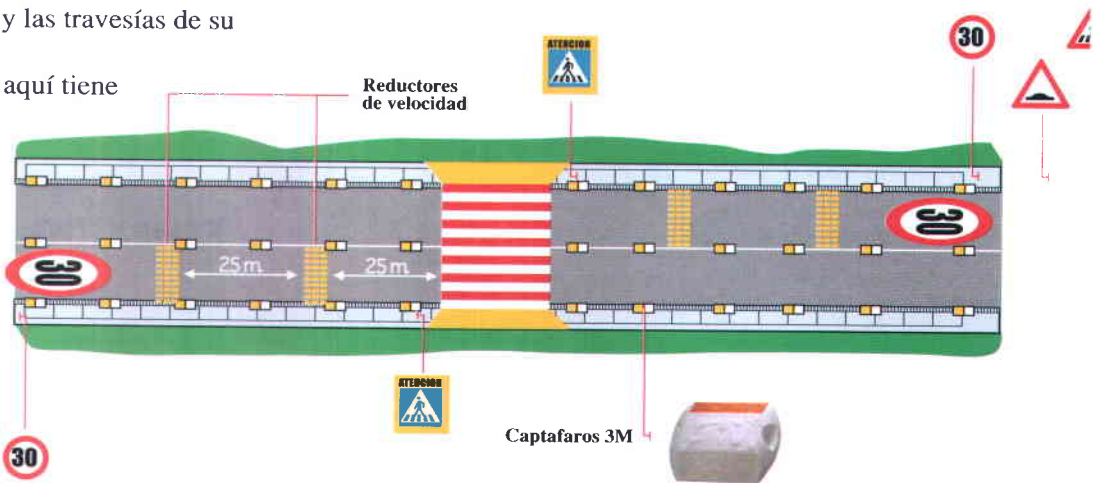 y las travesías de su
aquí tiene
Reductores
de velocidad
ATENCION
30
30
25m
25m
30
ATENCION
Captafaros 3M
30